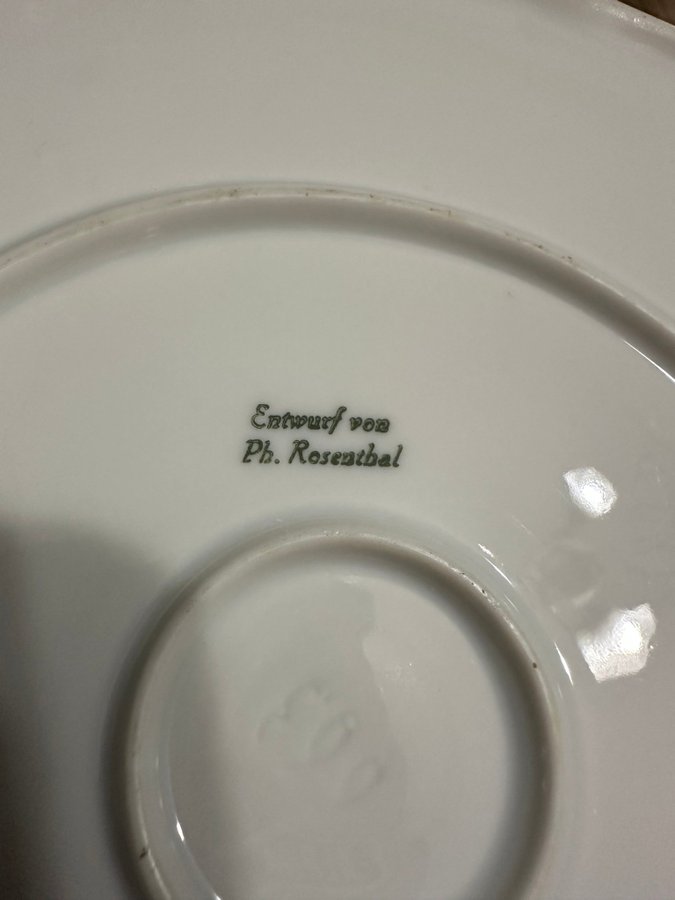 Entwurf von
Ph. Rosenthal